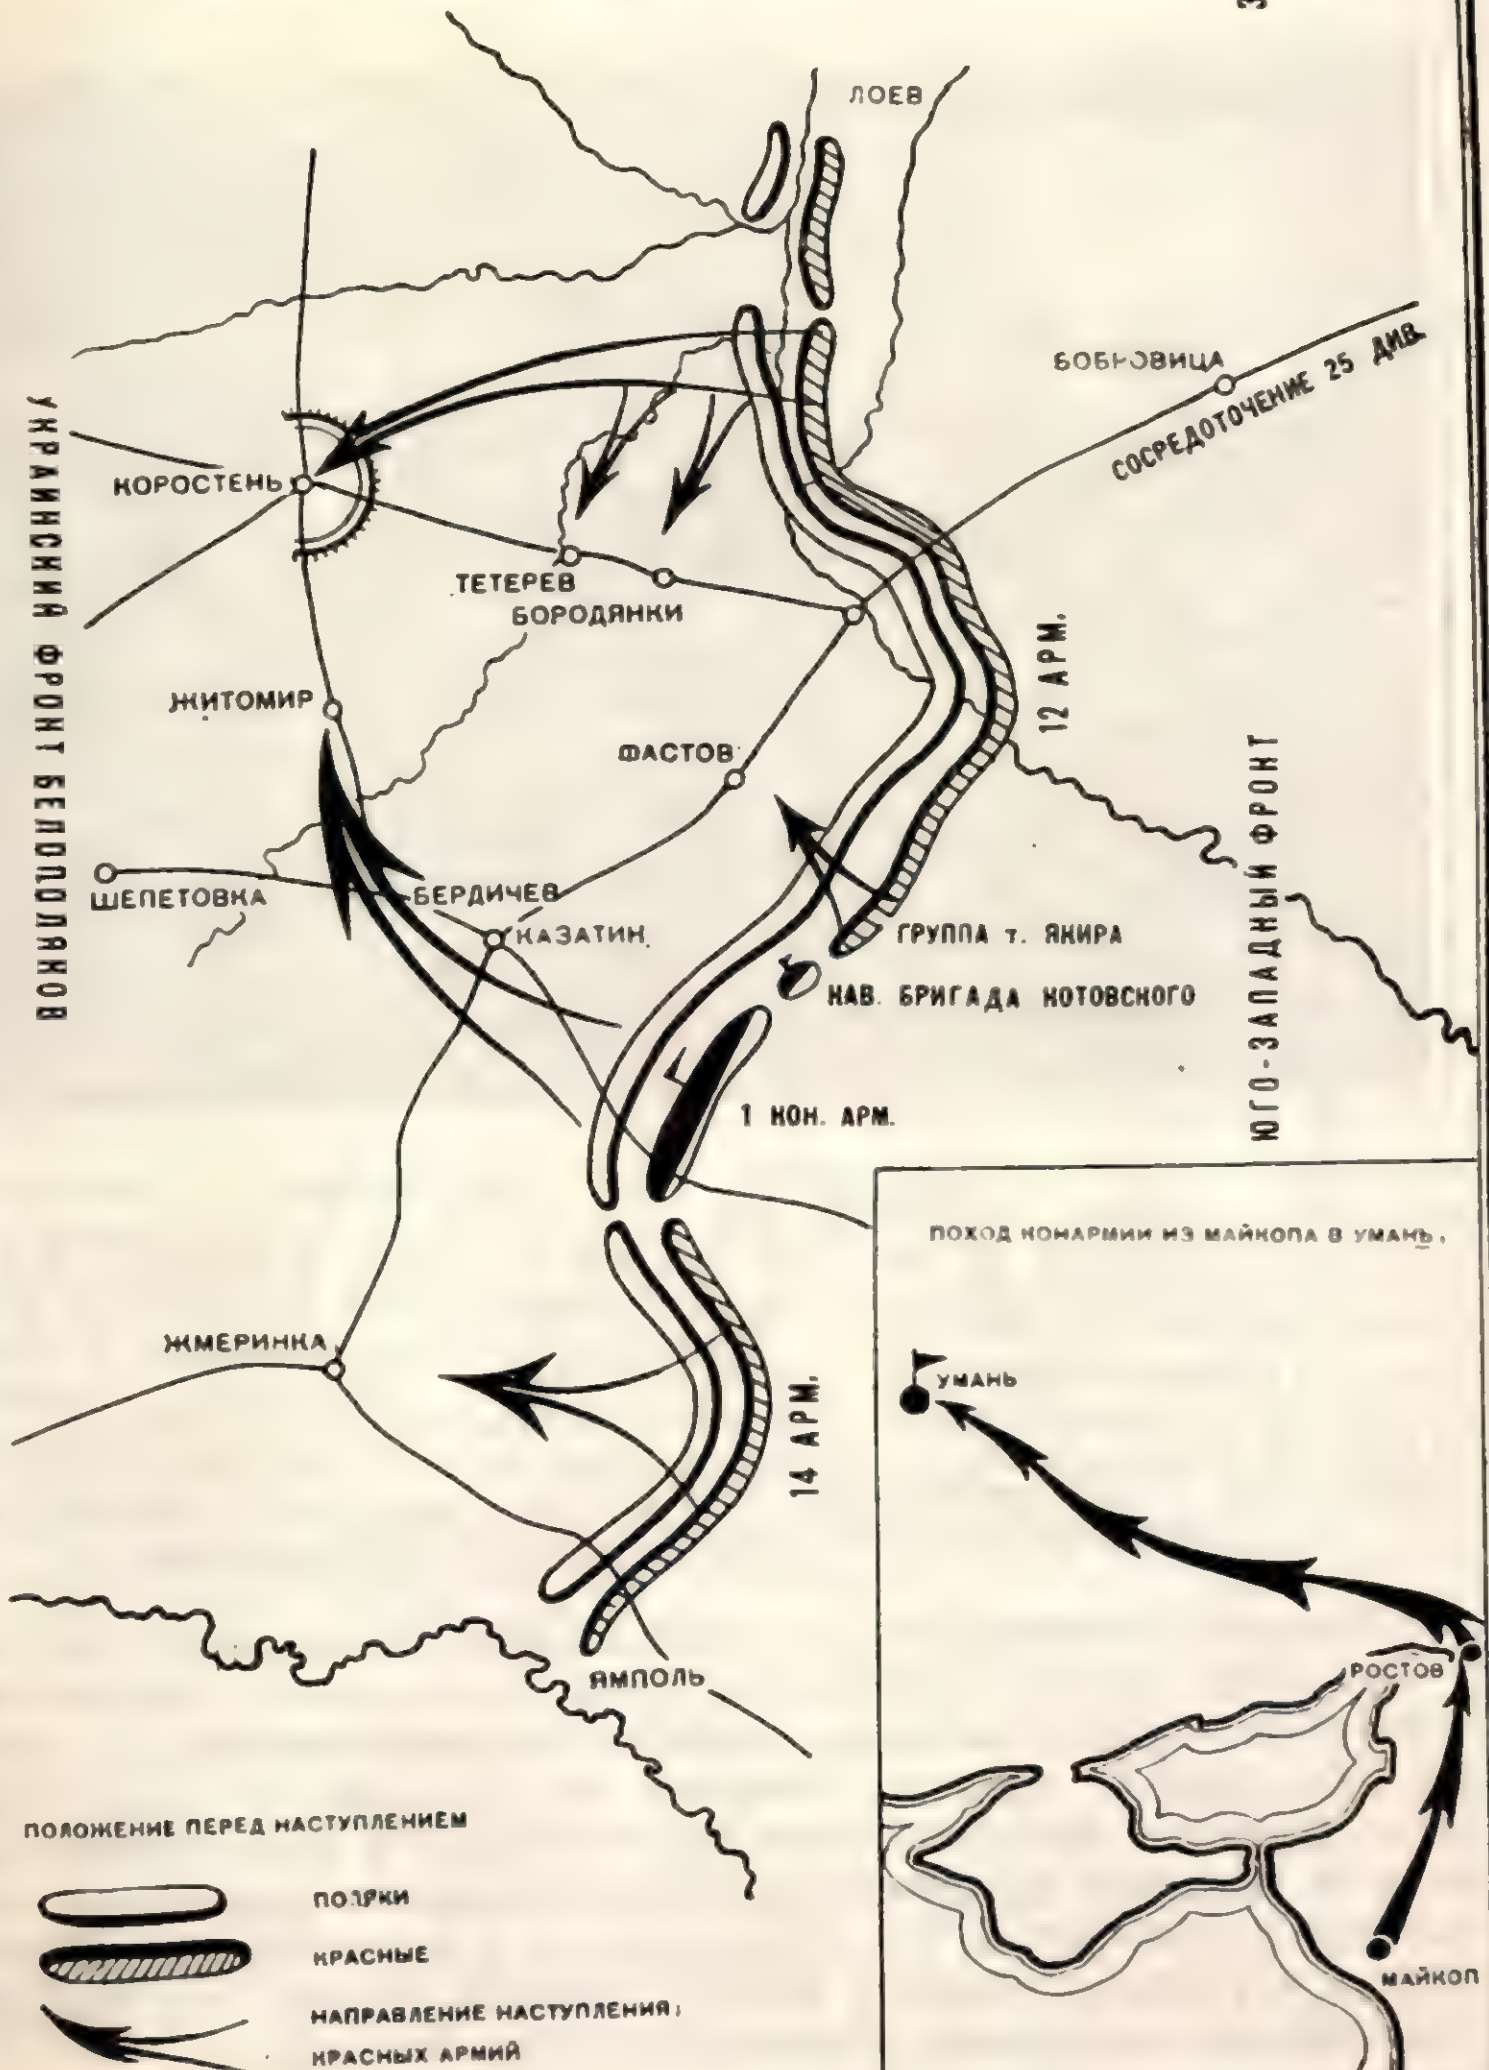 З
ЛОЕВ
БОБРОВИЦА
СОСРЕДОТОЧЕНИЕ 25 ДИВ.
УКРАИНСКИЙ ФРОНТ БЕЛОПОЛЯКОВ
КОРОСТЕНЬ
ТЕТЕРЕВ
БОРОДЯНКИ
12 АРМ.
ЖИТОМИР
ФАСТОВ
ЮГО-ЗАПАДНЫЙ ФРОНТ
ШЕПЕТОВКА
БЕРДИЧЕВ
КАЗАТИН.
ГРУППА т. ЯКИРА
КАВ. БРИГАДА КОТОВСКОГО
1 КОН. АРМ.
ЖМЕРИНКА
14 АРМ.
ЯМПОЛЬ
ПОХОД КОНАРМИИ ИЗ МАЙКОПА В УМАНЬ.
УМАНЬ
РОСТОВ
МАЙКОП
ПОЛОЖЕНИЕ ПЕРЕД НАСТУПЛЕНИЕМ
ПОЛЯКИ
КРАСНЫЕ
НАПРАВЛЕНИЕ НАСТУПЛЕНИЯ
КРАСНЫХ АРМИЙ